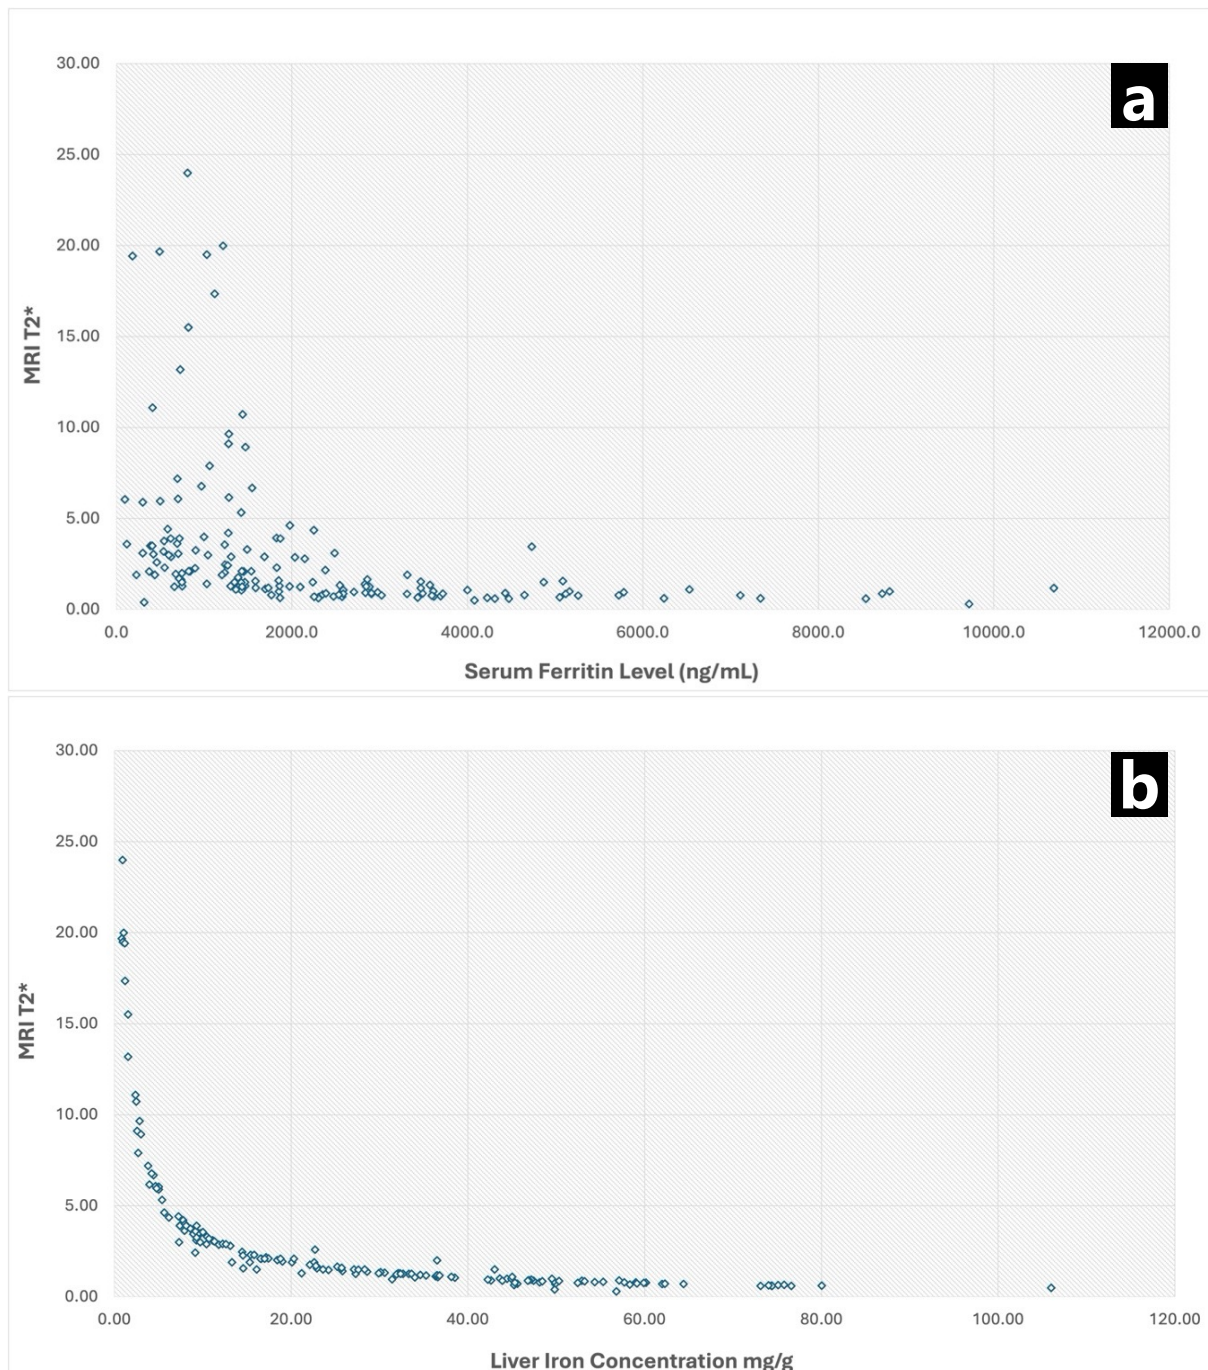 a
30.00
25.00
20.00
15.00
10.00
5.00
0.00
MRI T2*
0.0 2000.0 4000.0 6000.0 8000.0 10000.0 12000.0
Serum Ferritin Level (ng/mL)
b
30.00
25.00
20.00
15.00
10.00
5.00
0.00
MRI T2*
0.00 20.00 40.00 60.00 80.00 100.00 120.00
Liver Iron Concentration mg/g